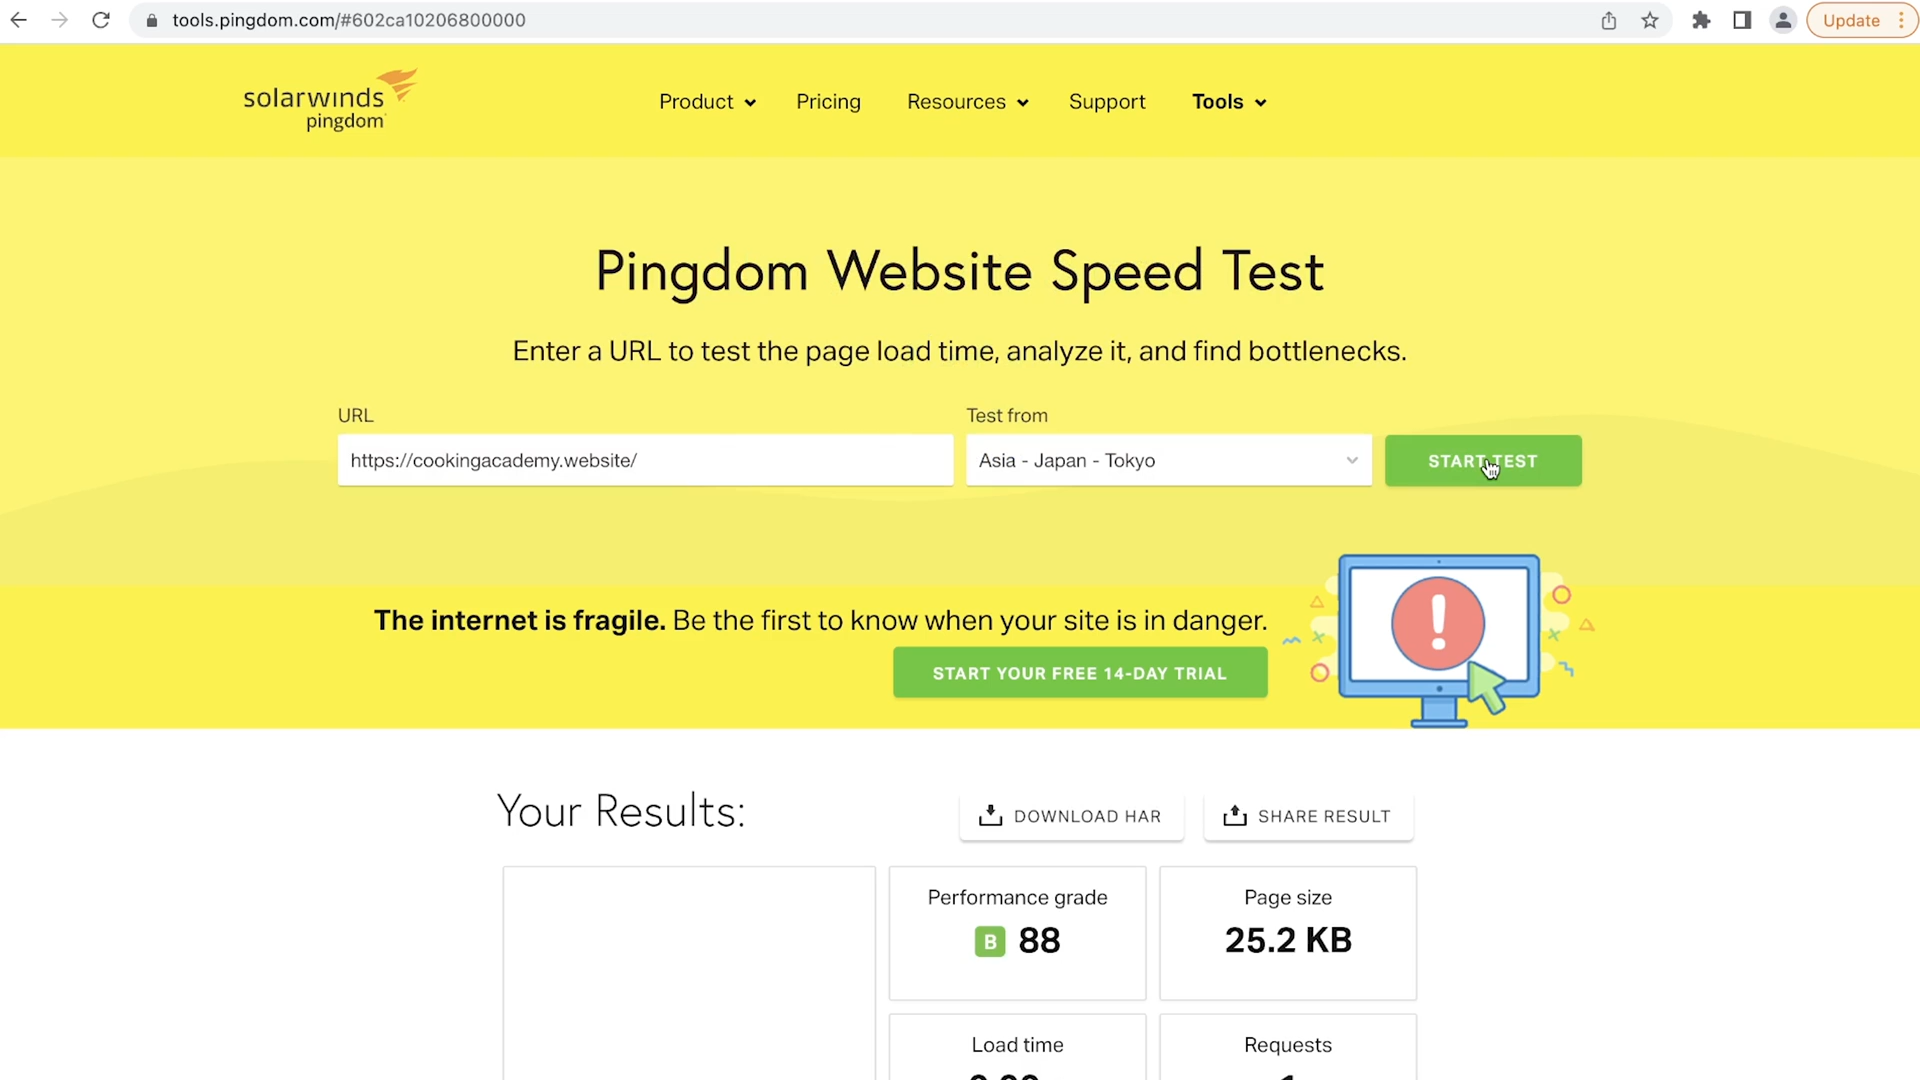 tools.pingdom.com/#602ca10206800000
Update
solarwinds
pingdom
Product
Pricing
Resources
Support
Tools
Pingdom Website Speed Test
Enter a URL to test the page load time, analyze it, and find bottlenecks.
URL
Test from
https://cookingacademy.website/
Asia - Japan - Tokyo
START TEST
The internet is fragile. Be the first to know when your site is in danger.
START YOUR FREE 14-DAY TRIAL
Your Results:
DOWNLOAD HAR
SHARE RESULT
Performance grade
B 88
Page size
25.2 KB
Load time
Requests